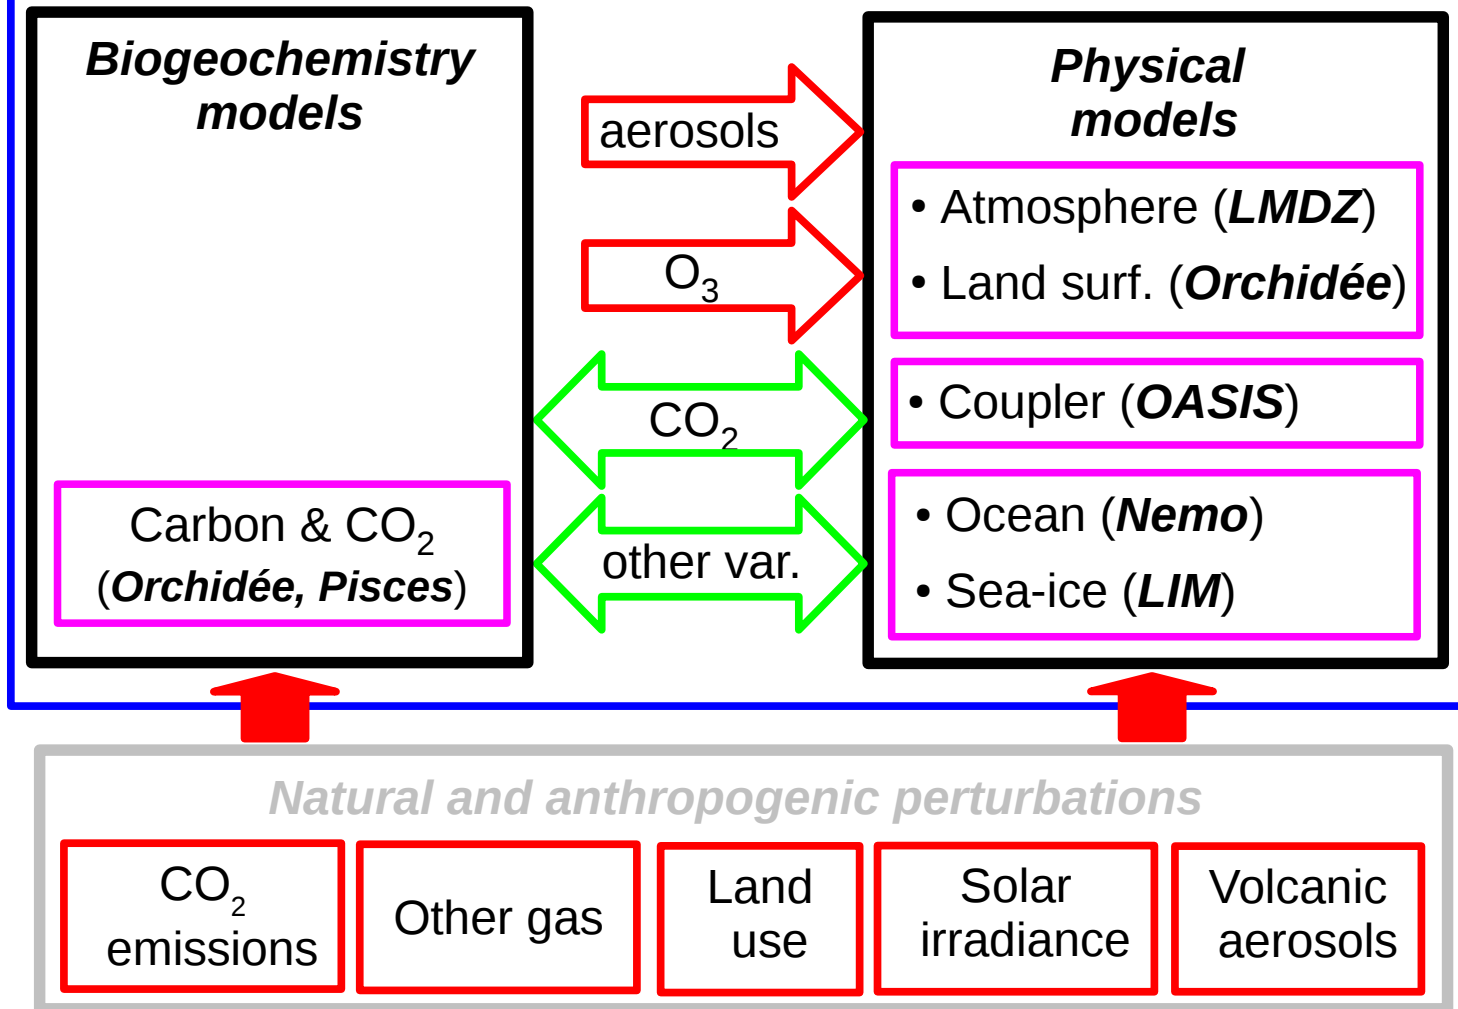 Biogeochemistry
models
Carbon & CO₂
(Orchidée, Pisces)
aerosols
O₃
CO₂
other var.
Physical
models
• Atmosphere (LMDZ)
• Land surf. (Orchidée)
• Coupler (OASIS)
• Ocean (Nemo)
• Sea-ice (LIM)
Natural and anthropogenic perturbations
CO₂
emissions
Other gas
Land
use
Solar
irradiance
Volcanic
aerosols